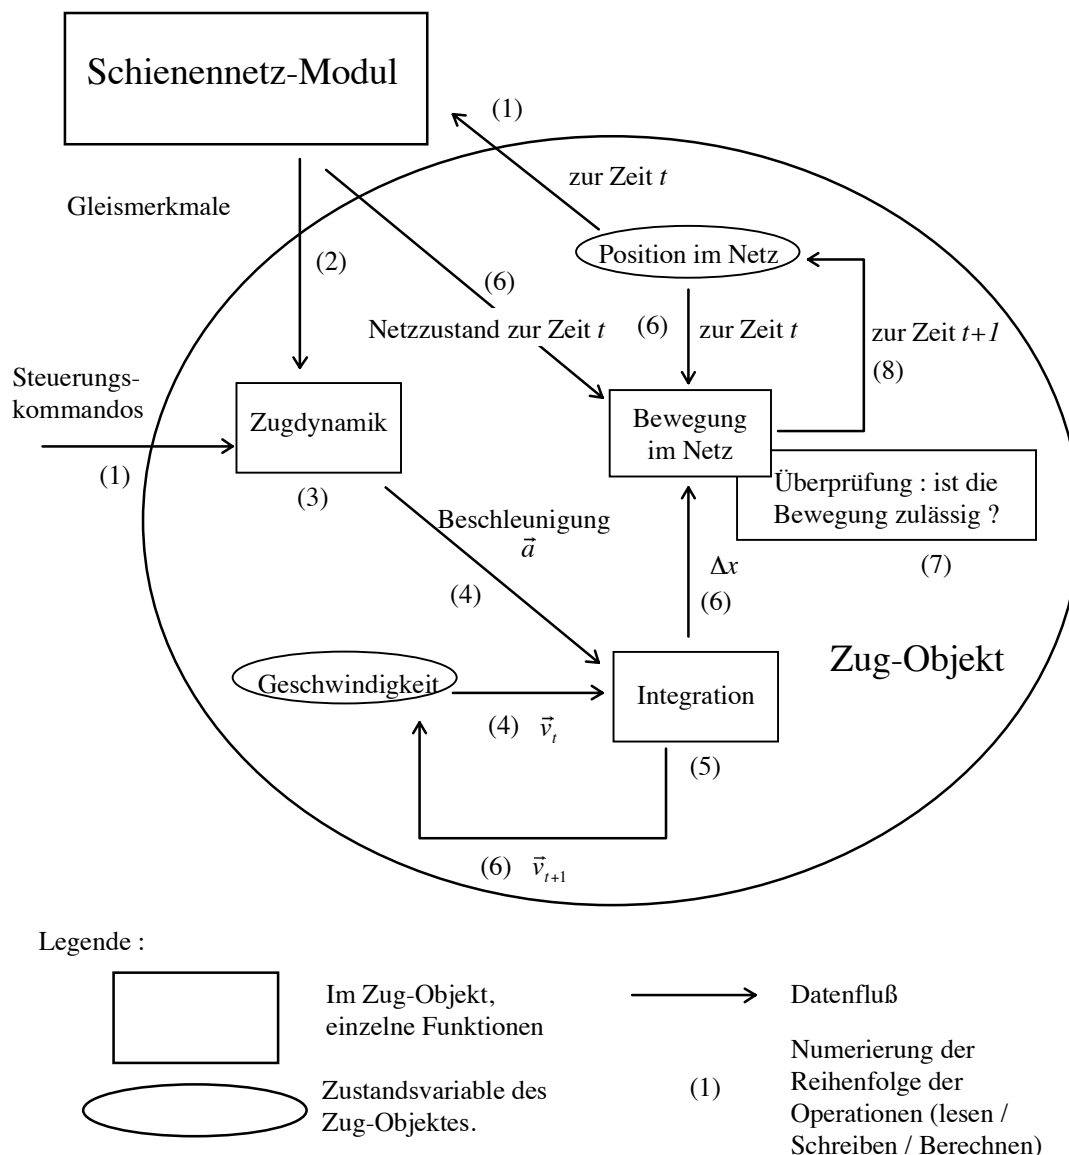 Schienennetz-Modul
(1)
zur Zeit t
Gleismerkmale
Position im Netz
(2)
(6)
Netzzustand zur Zeit t
(6)
zur Zeit t
zur Zeit t+1
(8)
Steuerungs-
kommandos
(1)
Zugdynamik
(3)
Bewegung
im Netz
Überprüfung : ist die
Bewegung zulässig ?
(7)
Beschleunigung
a⃗
(4)
Δx
(6)
Zug-Objekt
Geschwindigkeit
(4) v⃗t
Integration
(5)
(6) v⃗t+1
Legende :
Im Zug-Objekt,
einzelne Funktionen
Datenfluß
Zustandsvariable des
Zug-Objektes.
(1)
Numerierung der
Reihenfolge der
Operationen (lesen /
Schreiben / Berechnen)